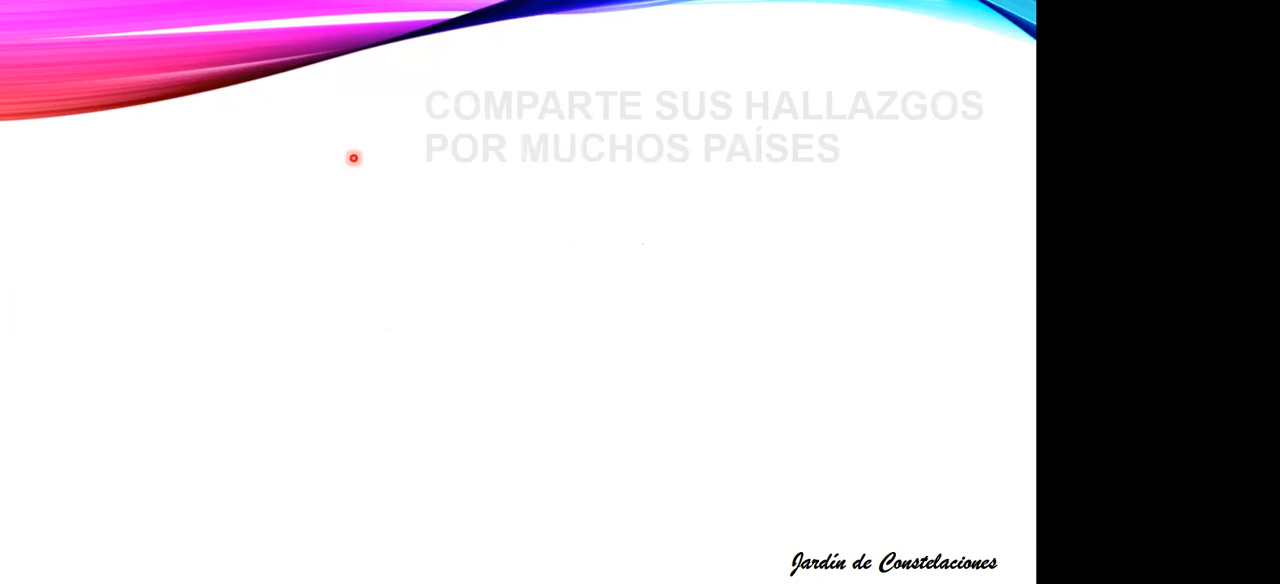 COMPARTE SUS HALLAZGOS
POR MUCHOS PAÍSES
Jardín de Constelaciones